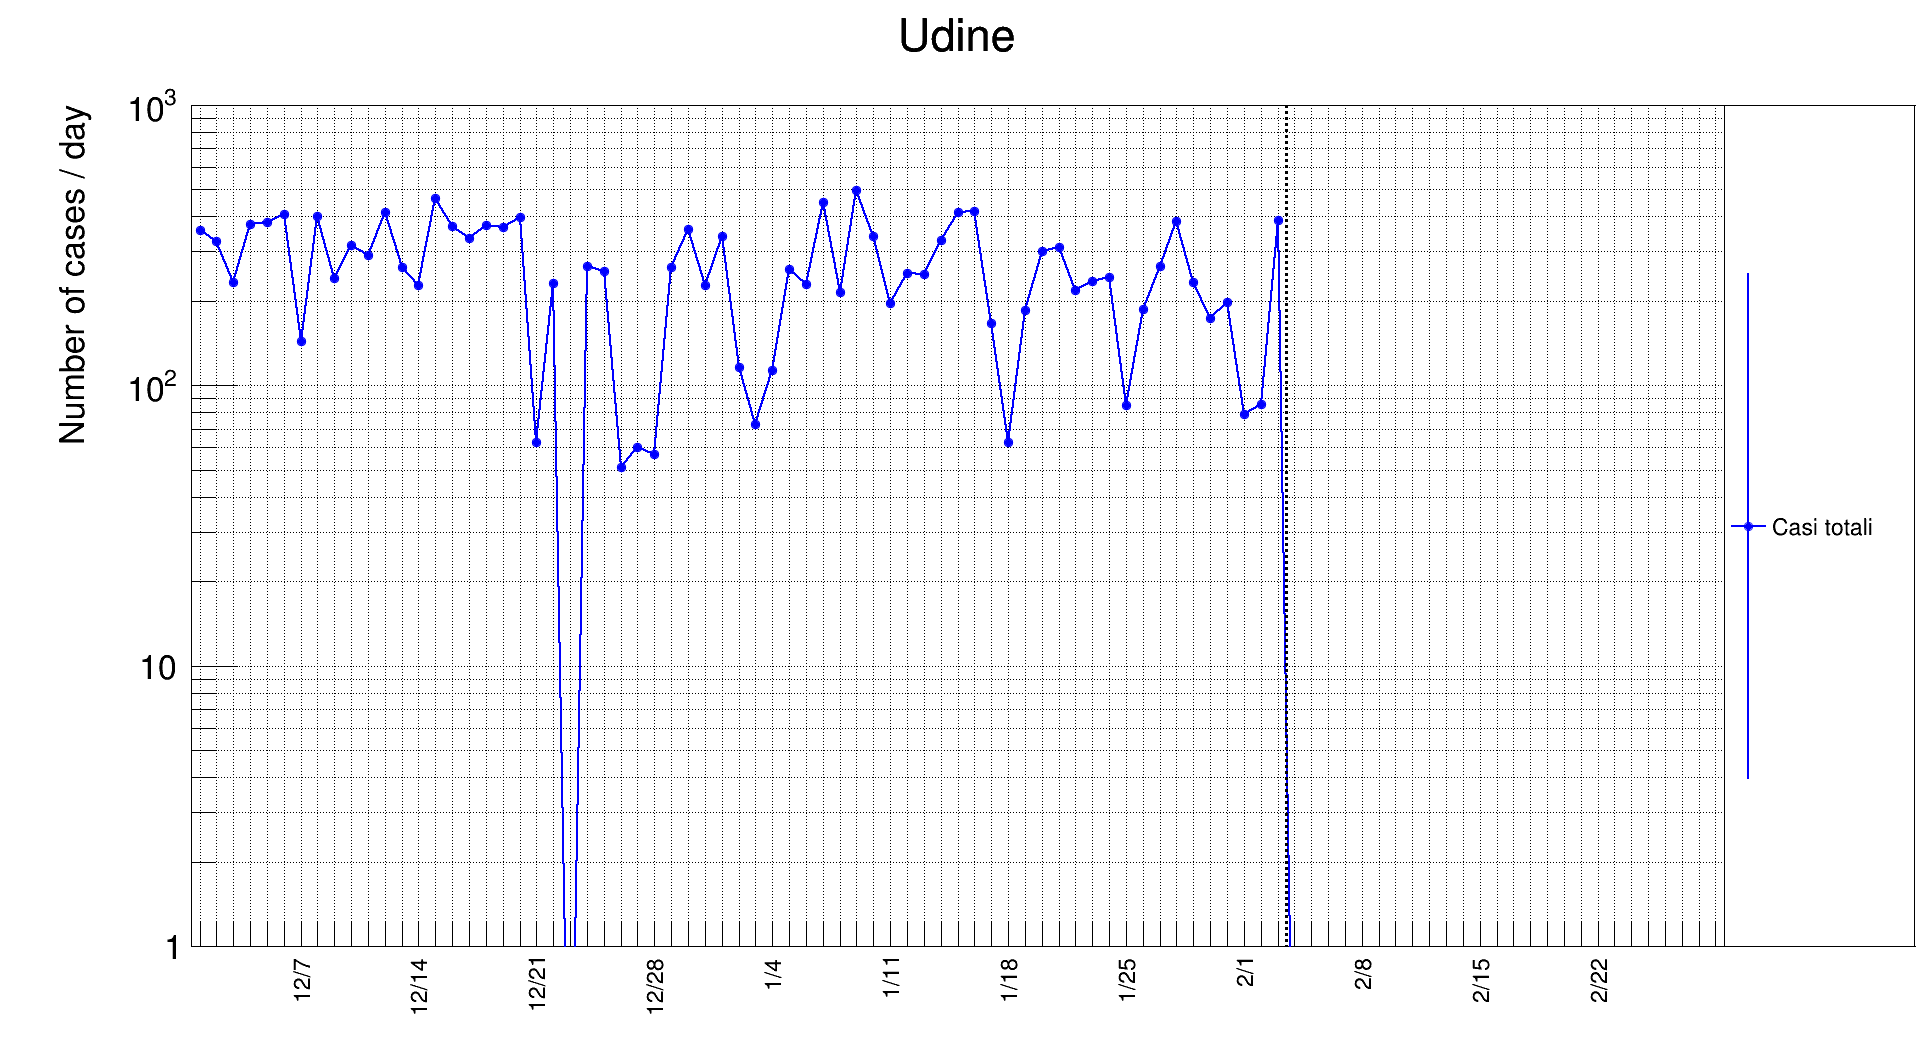 Udine
Number of cases / day
10³
10²
10
1
12/7 12/14 12/21 12/28 1/4 1/11 1/18 1/25 2/1 2/8 2/15 2/22
Casi totali